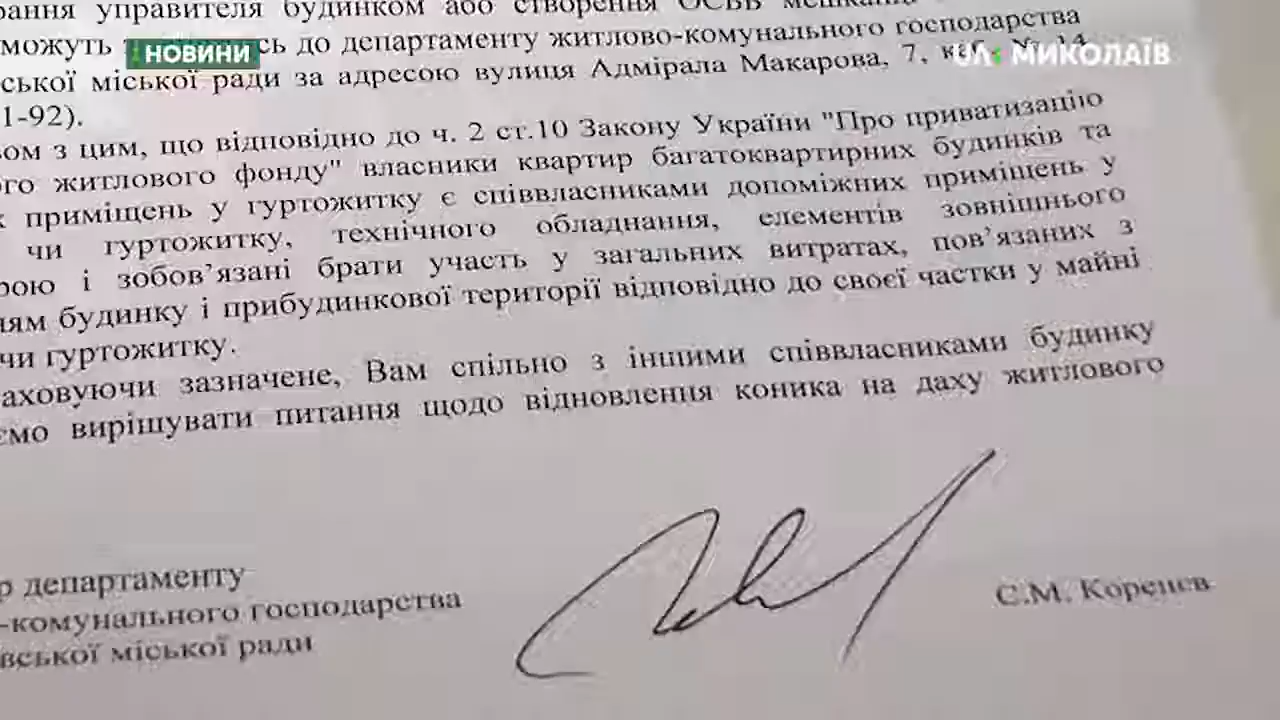 рання управителя будинком або створення ОСББ
можуть сь до департаменту житлово-комунального господарства
НОВИНИ
UA: МИКОЛАЇВ
ської міської ради за адресою вулиця Адмірала Макарова, 7,
1-92).
ом з цим, що відповідно до ч. 2 ст.10 Закону України "Про приватизацію
го житлового фонду" власники квартир багатоквартирних будинків та
х приміщень у гуртожитку є співвласниками допоміжних приміщень у
чи гуртожитку, технічного обладнання, елементів зовнішнього
рою і зобов’язані брати участь у загальних витратах, пов’язаних з
ням будинку і прибудинкової території відповідно до своєї частки у майні
чи гуртожитку.
аховуючи зазначене, Вам спільно з іншими співвласниками будинку
ємо вирішувати питання щодо відновлення коника на даху житлового
р департаменту
-комунального господарства
вської міської ради
С.М. Коренєв